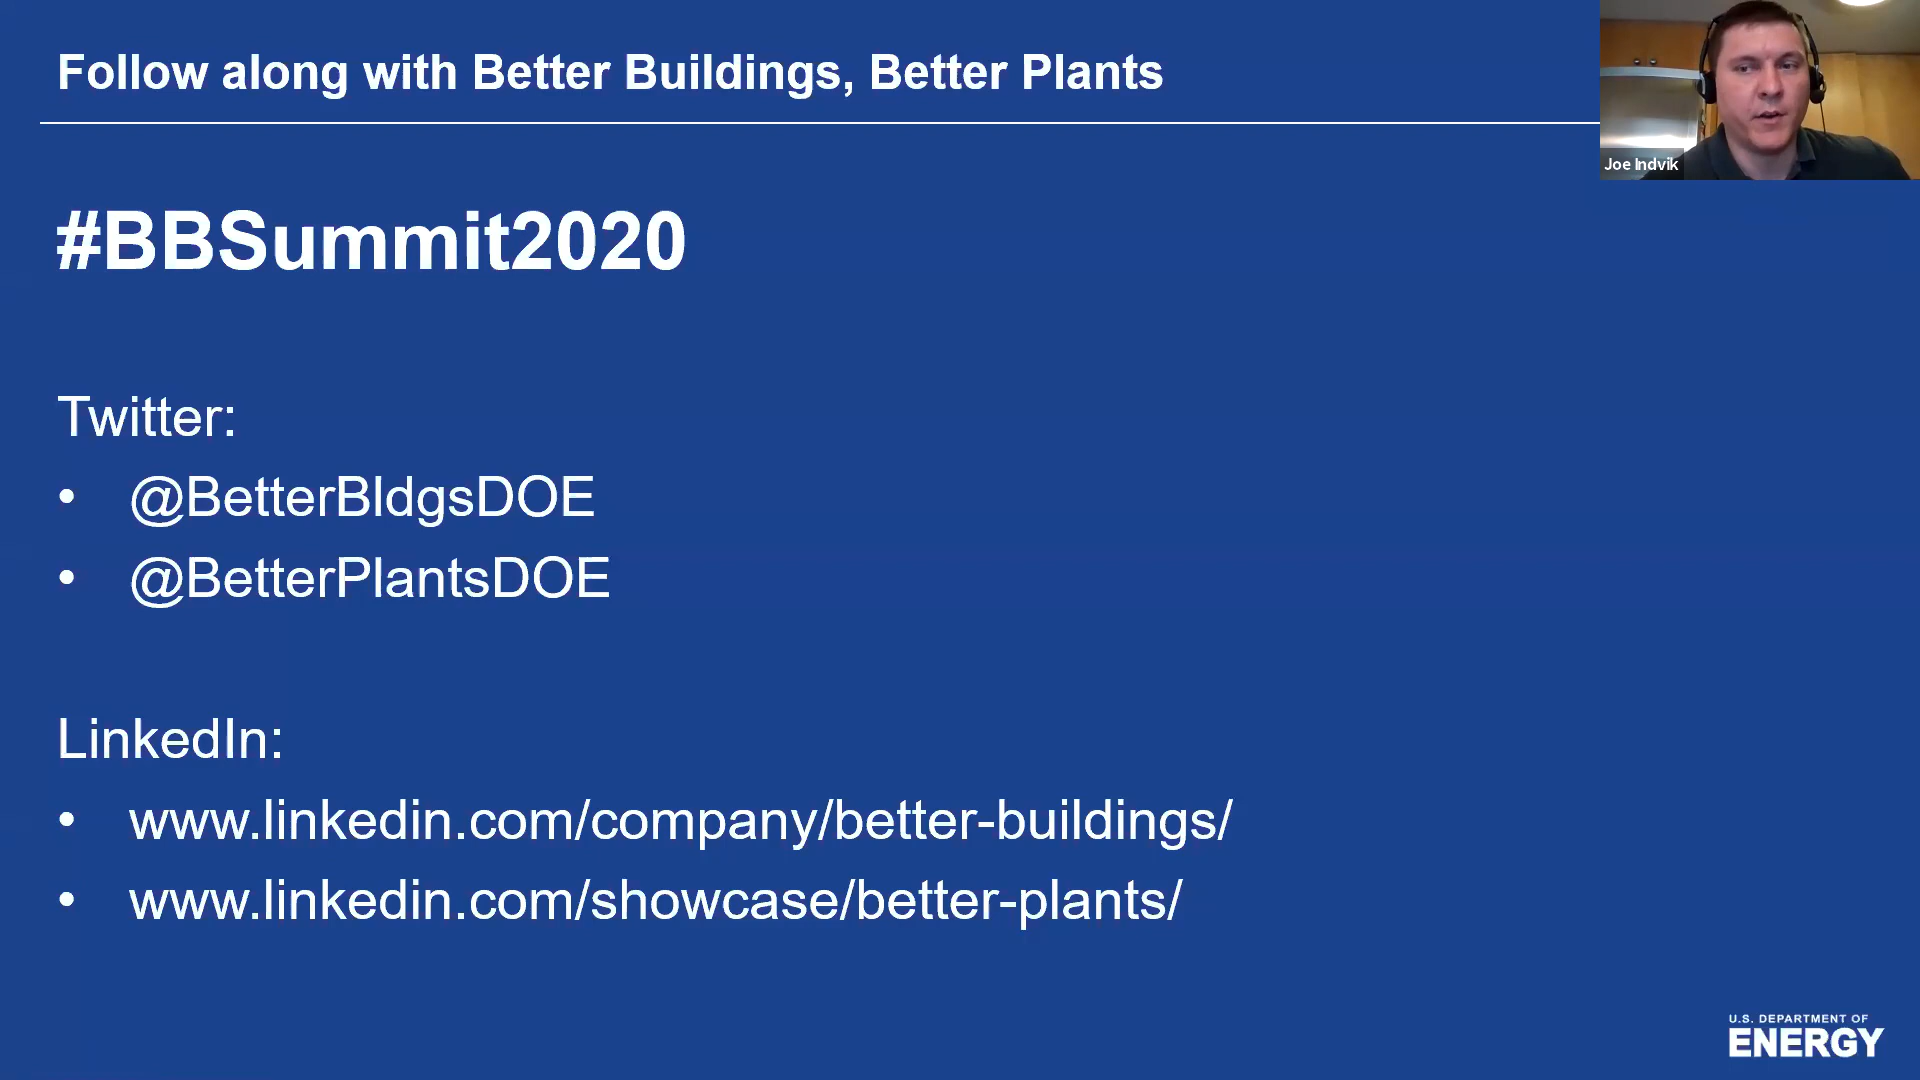 Follow along with Better Buildings, Better Plants
Joe Indvik
#BBSummit2020
Twitter:
• @BetterBldgsDOE
• @BetterPlantsDOE
LinkedIn:
• www.linkedin.com/company/better-buildings/
• www.linkedin.com/showcase/better-plants/
U.S. DEPARTMENT OF
ENERGY